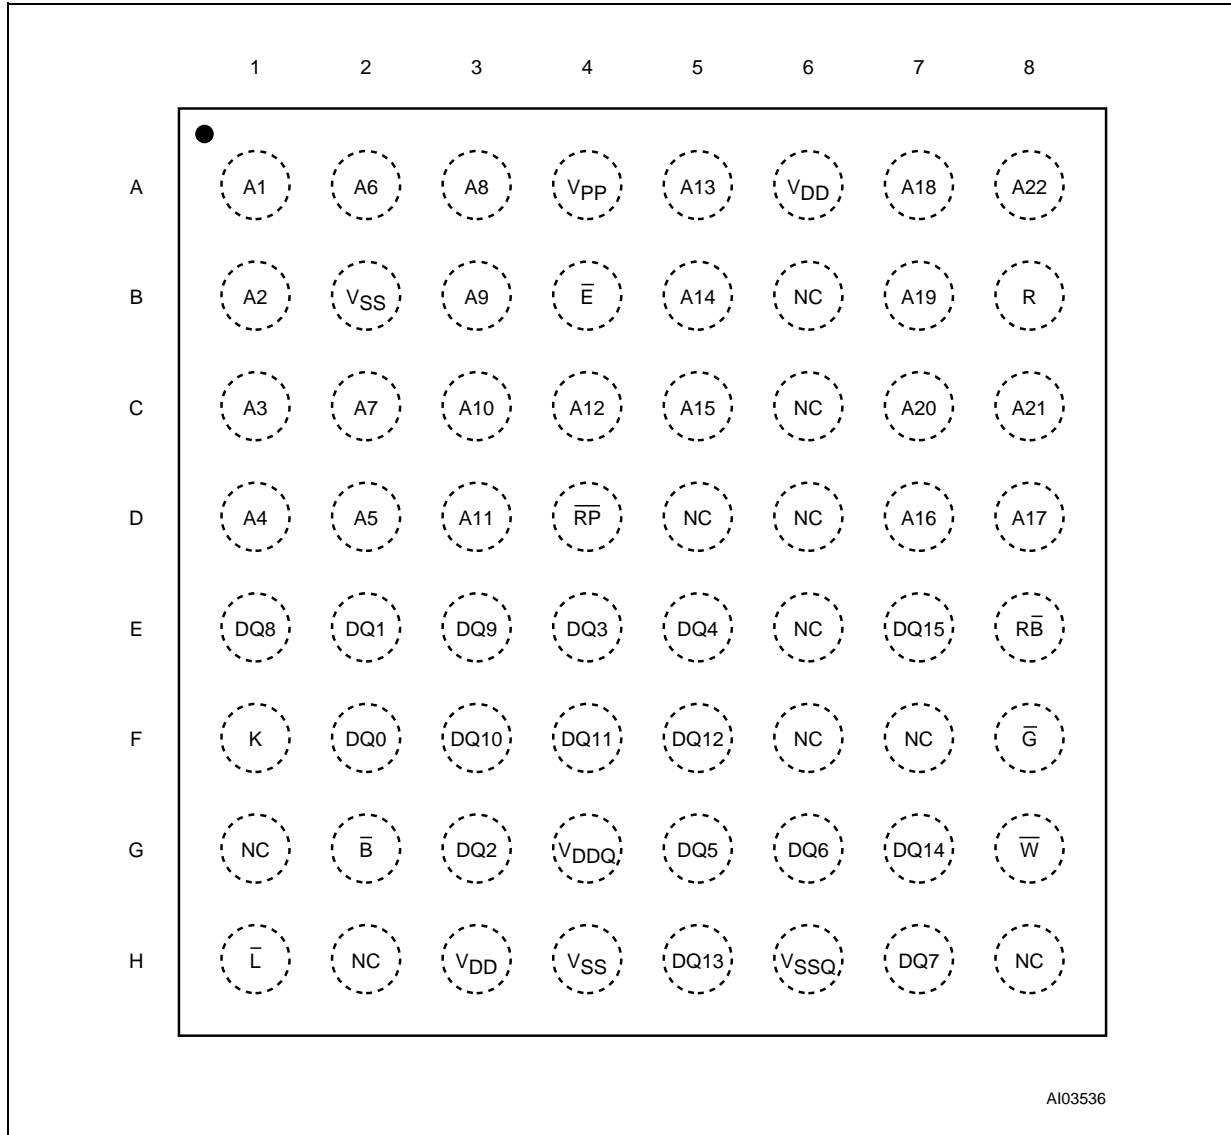 1 2 3 4 5 6 7 8
A A1 A6 A8 VPP A13 VDD A18 A22
B A2 VSS A9 E̅ A14 NC A19 R
C A3 A7 A10 A12 A15 NC A20 A21
D A4 A5 A11 R̅P̅ NC NC A16 A17
E DQ8 DQ1 DQ9 DQ3 DQ4 NC DQ15 RB̅
F K DQ0 DQ10 DQ11 DQ12 NC NC G̅
G NC B̅ DQ2 VDDQ DQ5 DQ6 DQ14 W̅
H L̅ NC VDD VSS DQ13 VSSQ DQ7 NC
AI03536